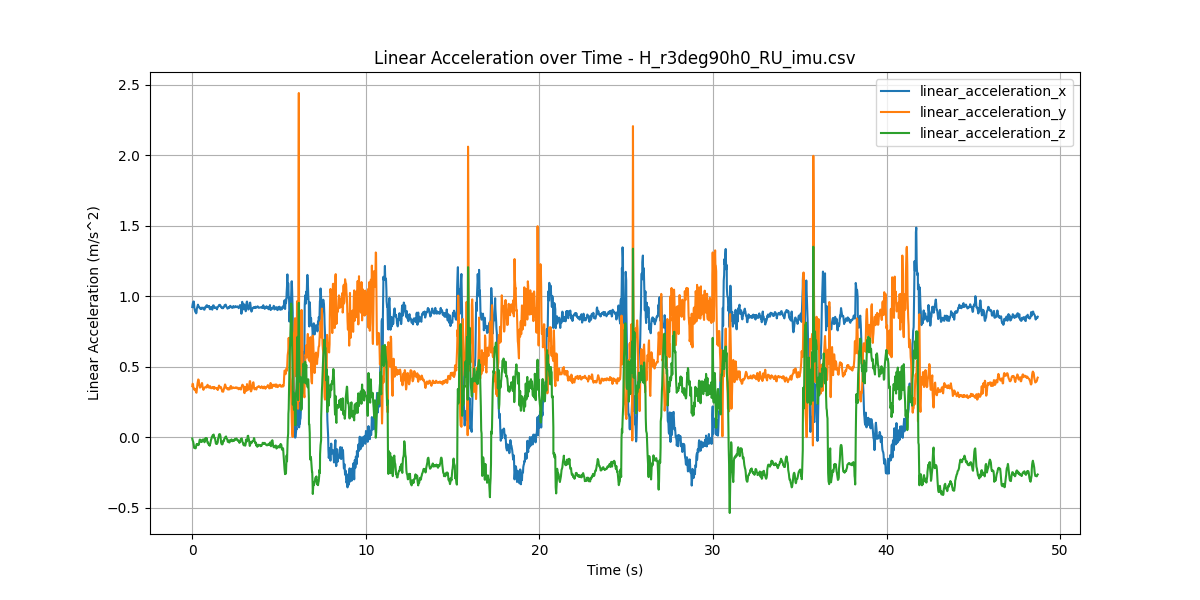 Linear Acceleration over Time - H_r3deg90h0_RU_imu.csv
linear_acceleration_x
linear_acceleration_y
linear_acceleration_z
Linear Acceleration (m/s^2)
2.5
2.0
1.5
1.0
0.5
0.0
−0.5
0 10 20 30 40 50
Time (s)